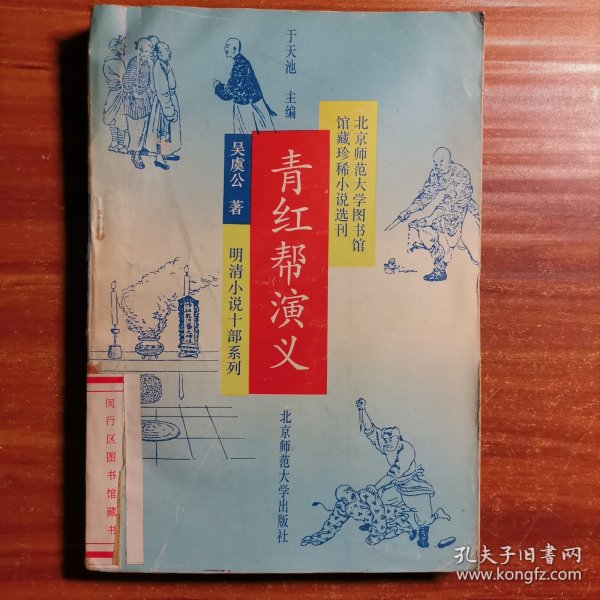 于天池 主编
北京师范大学图书馆
馆藏珍稀小说选刊
吴虞公 著
青红帮演义
明清小说十部系列
北京师范大学出版社
闵行区图书馆藏书
孔夫子旧书网
www.kongfz.com